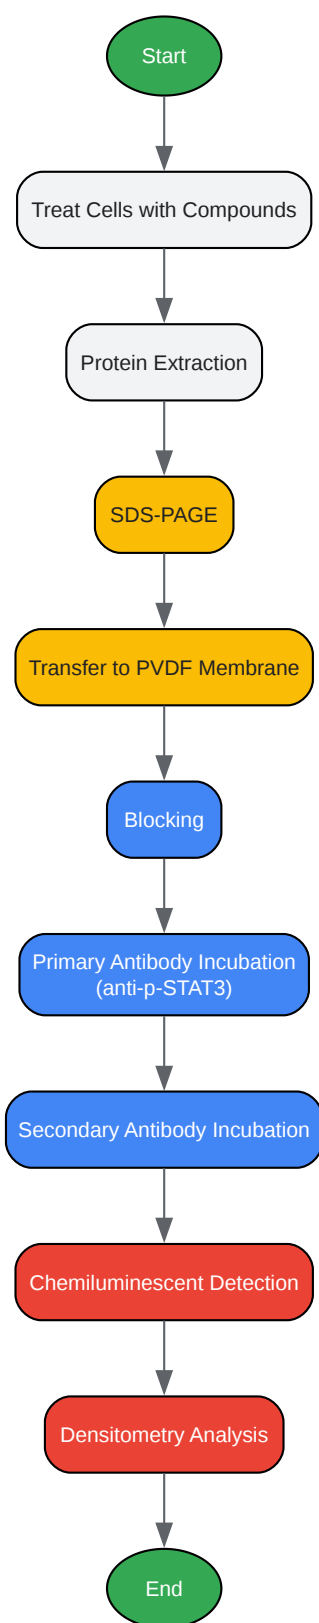 Start
Treat Cells with Compounds
Protein Extraction
SDS-PAGE
Transfer to PVDF Membrane
Blocking
Primary Antibody Incubation
(anti-p-STAT3)
Secondary Antibody Incubation
Chemiluminescent Detection
Densitometry Analysis
End